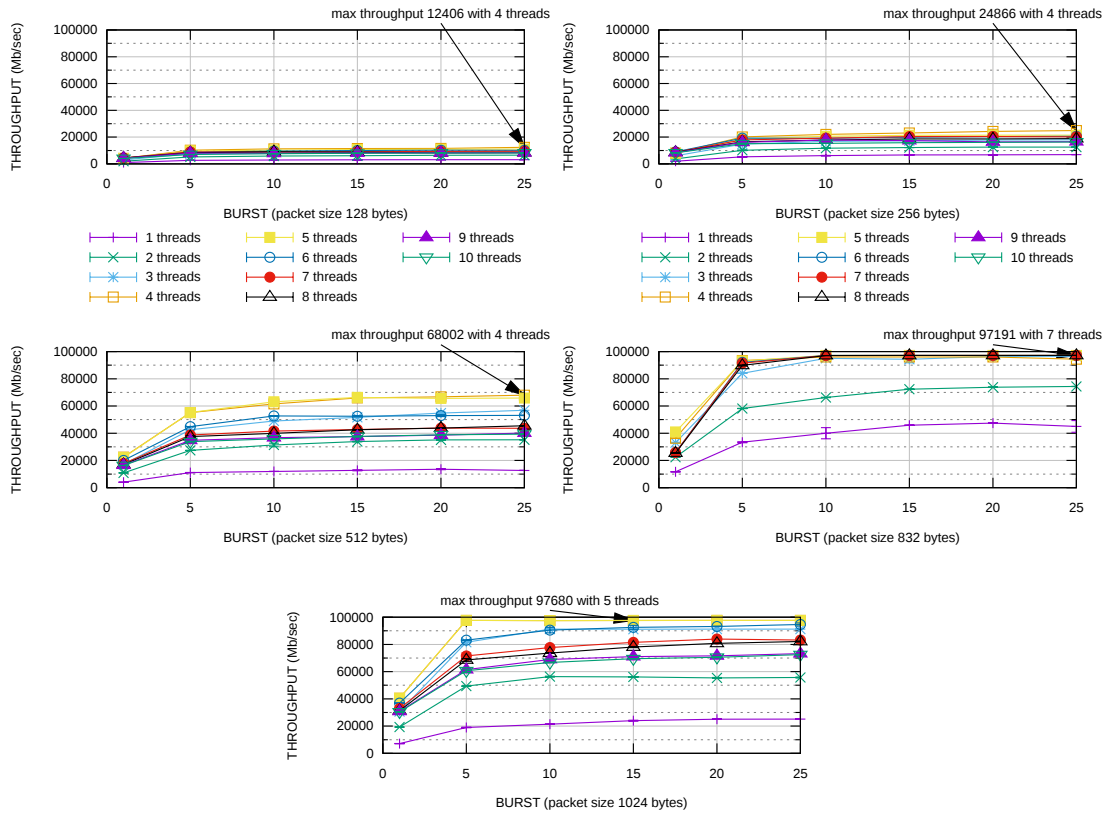 max throughput 12406 with 4 threads
THROUGHPUT (Mb/sec)
100000
80000
60000
40000
20000
0
0 5 10 15 20 25
BURST (packet size 128 bytes)
1 threads 5 threads 9 threads
2 threads 6 threads 10 threads
3 threads 7 threads
4 threads 8 threads
max throughput 24866 with 4 threads
THROUGHPUT (Mb/sec)
100000
80000
60000
40000
20000
0
0 5 10 15 20 25
BURST (packet size 256 bytes)
1 threads 5 threads 9 threads
2 threads 6 threads 10 threads
3 threads 7 threads
4 threads 8 threads
max throughput 68002 with 4 threads
THROUGHPUT (Mb/sec)
100000
80000
60000
40000
20000
0
0 5 10 15 20 25
BURST (packet size 512 bytes)
max throughput 97191 with 7 threads
THROUGHPUT (Mb/sec)
100000
80000
60000
40000
20000
0
0 5 10 15 20 25
BURST (packet size 832 bytes)
max throughput 97680 with 5 threads
THROUGHPUT (Mb/sec)
100000
80000
60000
40000
20000
0
0 5 10 15 20 25
BURST (packet size 1024 bytes)